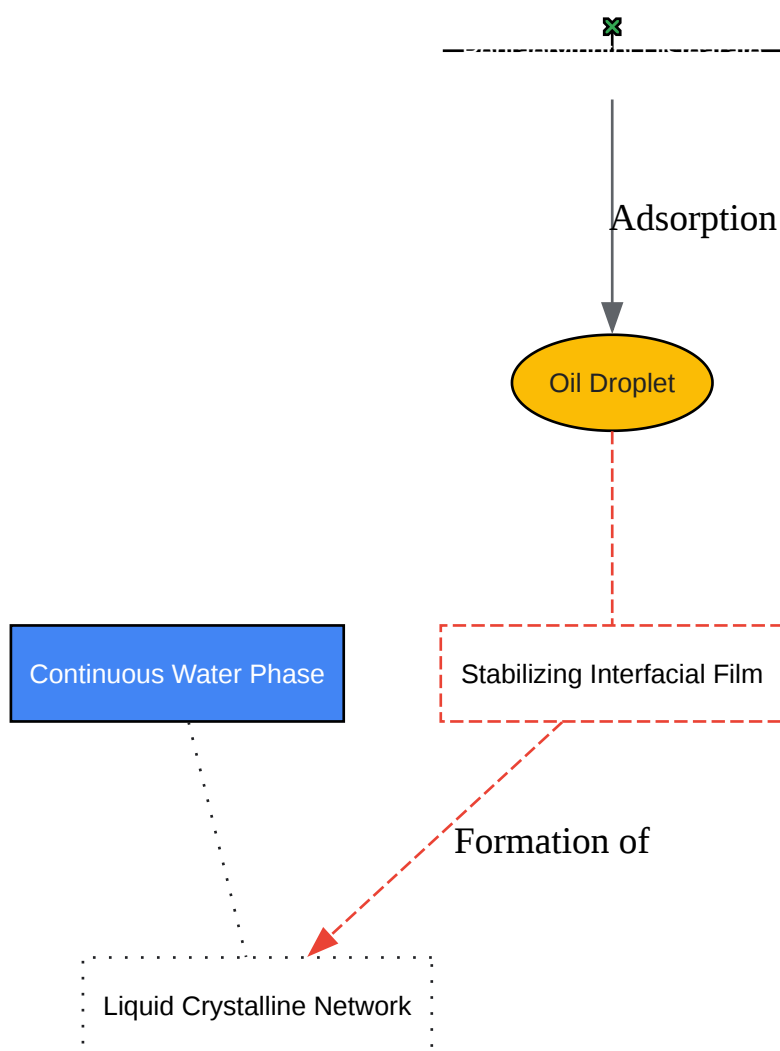 Adsorption
Oil Droplet
Continuous Water Phase
Stabilizing Interfacial Film
Formation of
Liquid Crystalline Network